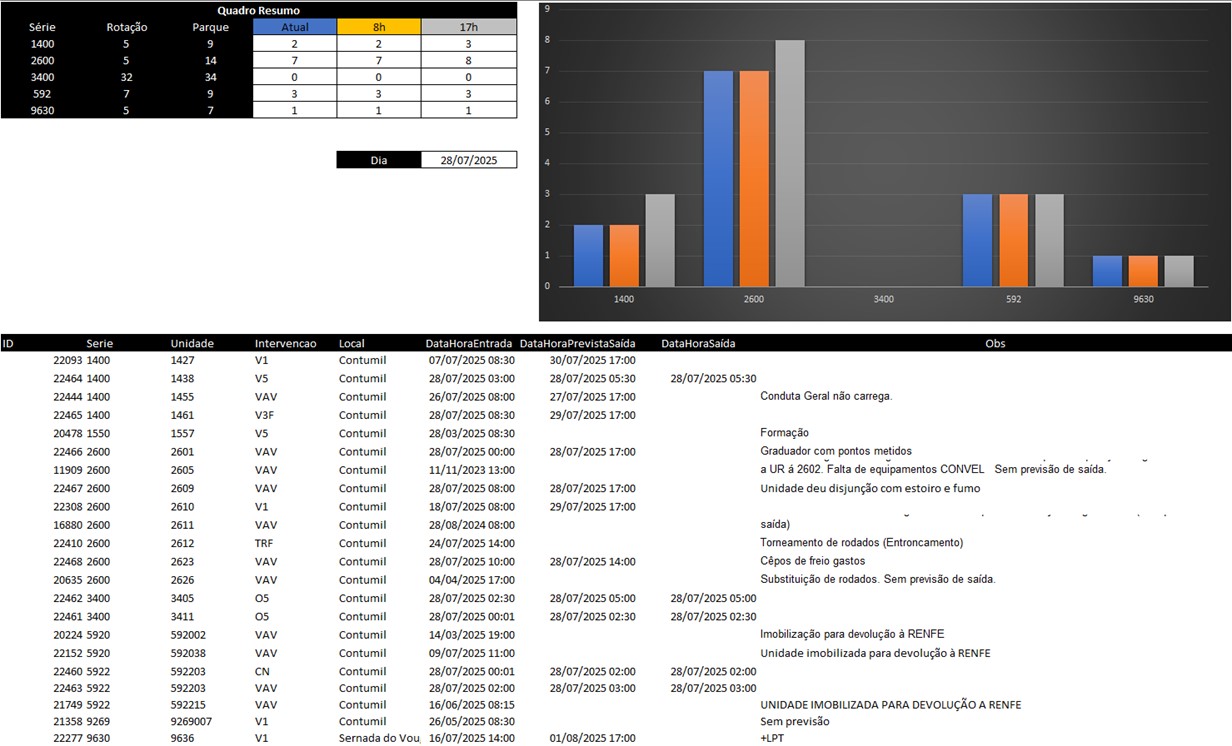 Quadro Resumo
Série Rotação Parque Atual 8h 17h
1400 5 9 2 2 3
2600 5 14 7 7 8
3400 32 34 0 0 0
592 7 9 3 3 3
9630 5 7 1 1 1
Dia 28/07/2025
9
8
7
6
5
4
3
2
1
0
1400 2600 3400 592 9630
ID Serie Unidade Intervencao Local DataHoraEntrada DataHoraPrevistaSaída DataHoraSaída Obs
22093 1400 1427 V1 Contumil 07/07/2025 08:30 30/07/2025 17:00
22464 1400 1438 V5 Contumil 28/07/2025 03:00 28/07/2025 05:30 28/07/2025 05:30
22444 1400 1455 VAV Contumil 26/07/2025 08:00 27/07/2025 17:00 Conduta Geral não carrega.
22465 1400 1461 V3F Contumil 28/07/2025 08:30 29/07/2025 17:00
20478 1550 1557 V5 Contumil 28/03/2025 08:30 Formação
22466 2600 2601 VAV Contumil 28/07/2025 00:00 28/07/2025 17:00 Graduador com pontos metidos
11909 2600 2605 VAV Contumil 11/11/2023 13:00 a UR á 2602. Falta de equipamentos CONVEL Sem previsão de saída.
22467 2600 2609 VAV Contumil 28/07/2025 08:00 28/07/2025 17:00 Unidade deu disjunção com estoiro e fumo
22308 2600 2610 V1 Contumil 18/07/2025 08:00 29/07/2025 17:00
16880 2600 2611 VAV Contumil 28/08/2024 08:00 saída)
22410 2600 2612 TRF Contumil 24/07/2025 14:00 Torneamento de rodados (Entroncamento)
22468 2600 2623 VAV Contumil 28/07/2025 10:00 28/07/2025 14:00 Cêpos de freio gastos
20635 2600 2626 VAV Contumil 04/04/2025 17:00 Substituição de rodados. Sem previsão de saída.
22462 3400 3405 O5 Contumil 28/07/2025 02:30 28/07/2025 05:00 28/07/2025 05:00
22461 3400 3411 O5 Contumil 28/07/2025 00:01 28/07/2025 02:30 28/07/2025 02:30
20224 5920 592002 VAV Contumil 14/03/2025 19:00 Imobilização para devolução à RENFE
22152 5920 592038 VAV Contumil 09/07/2025 11:00 Unidade imobilizada para devolução à RENFE
22460 5922 592203 CN Contumil 28/07/2025 00:01 28/07/2025 02:00 28/07/2025 02:00
22463 5922 592203 VAV Contumil 28/07/2025 02:00 28/07/2025 03:00 28/07/2025 03:00
21749 5922 592215 VAV Contumil 16/06/2025 08:15 UNIDADE IMOBILIZADA PARA DEVOLUÇÃO A RENFE
21358 9269 9269007 V1 Contumil 26/05/2025 08:30 Sem previsão
22277 9630 9636 V1 Sernada do Vou 16/07/2025 14:00 01/08/2025 17:00 +LPT